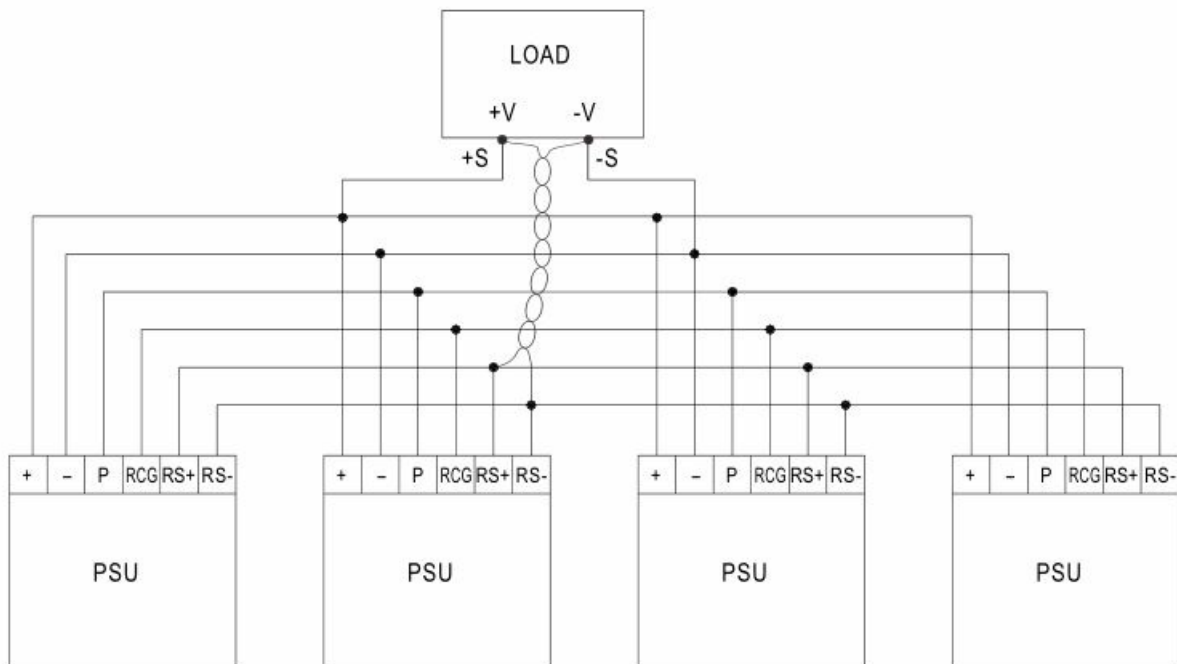 LOAD
+V -V
+S -S
+ – P RCG RS+ RS- + – P RCG RS+ RS- + – P RCG RS+ RS- + – P RCG RS+ RS-
PSU PSU PSU PSU